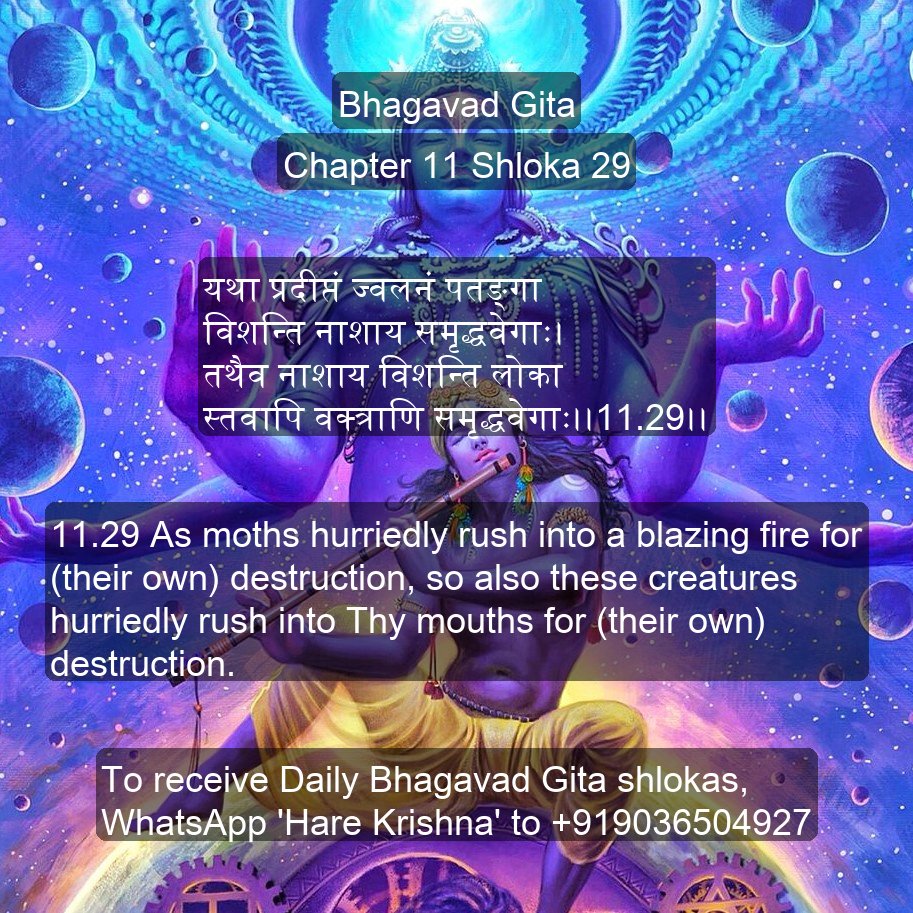 Bhagavad Gita
Chapter 11 Shloka 29
यथा प्रदीप्तं ज्वलनं पतङ्गा
विशन्ति नाशाय समृद्धवेगाः।
तथैव नाशाय विशन्ति लोका
स्तवापि वक्त्राणि समृद्धवेगाः।।11.29।।
11.29 As moths hurriedly rush into a blazing fire for
(their own) destruction, so also these creatures
hurriedly rush into Thy mouths for (their own)
destruction.
To receive Daily Bhagavad Gita shlokas,
WhatsApp 'Hare Krishna' to +919036504927